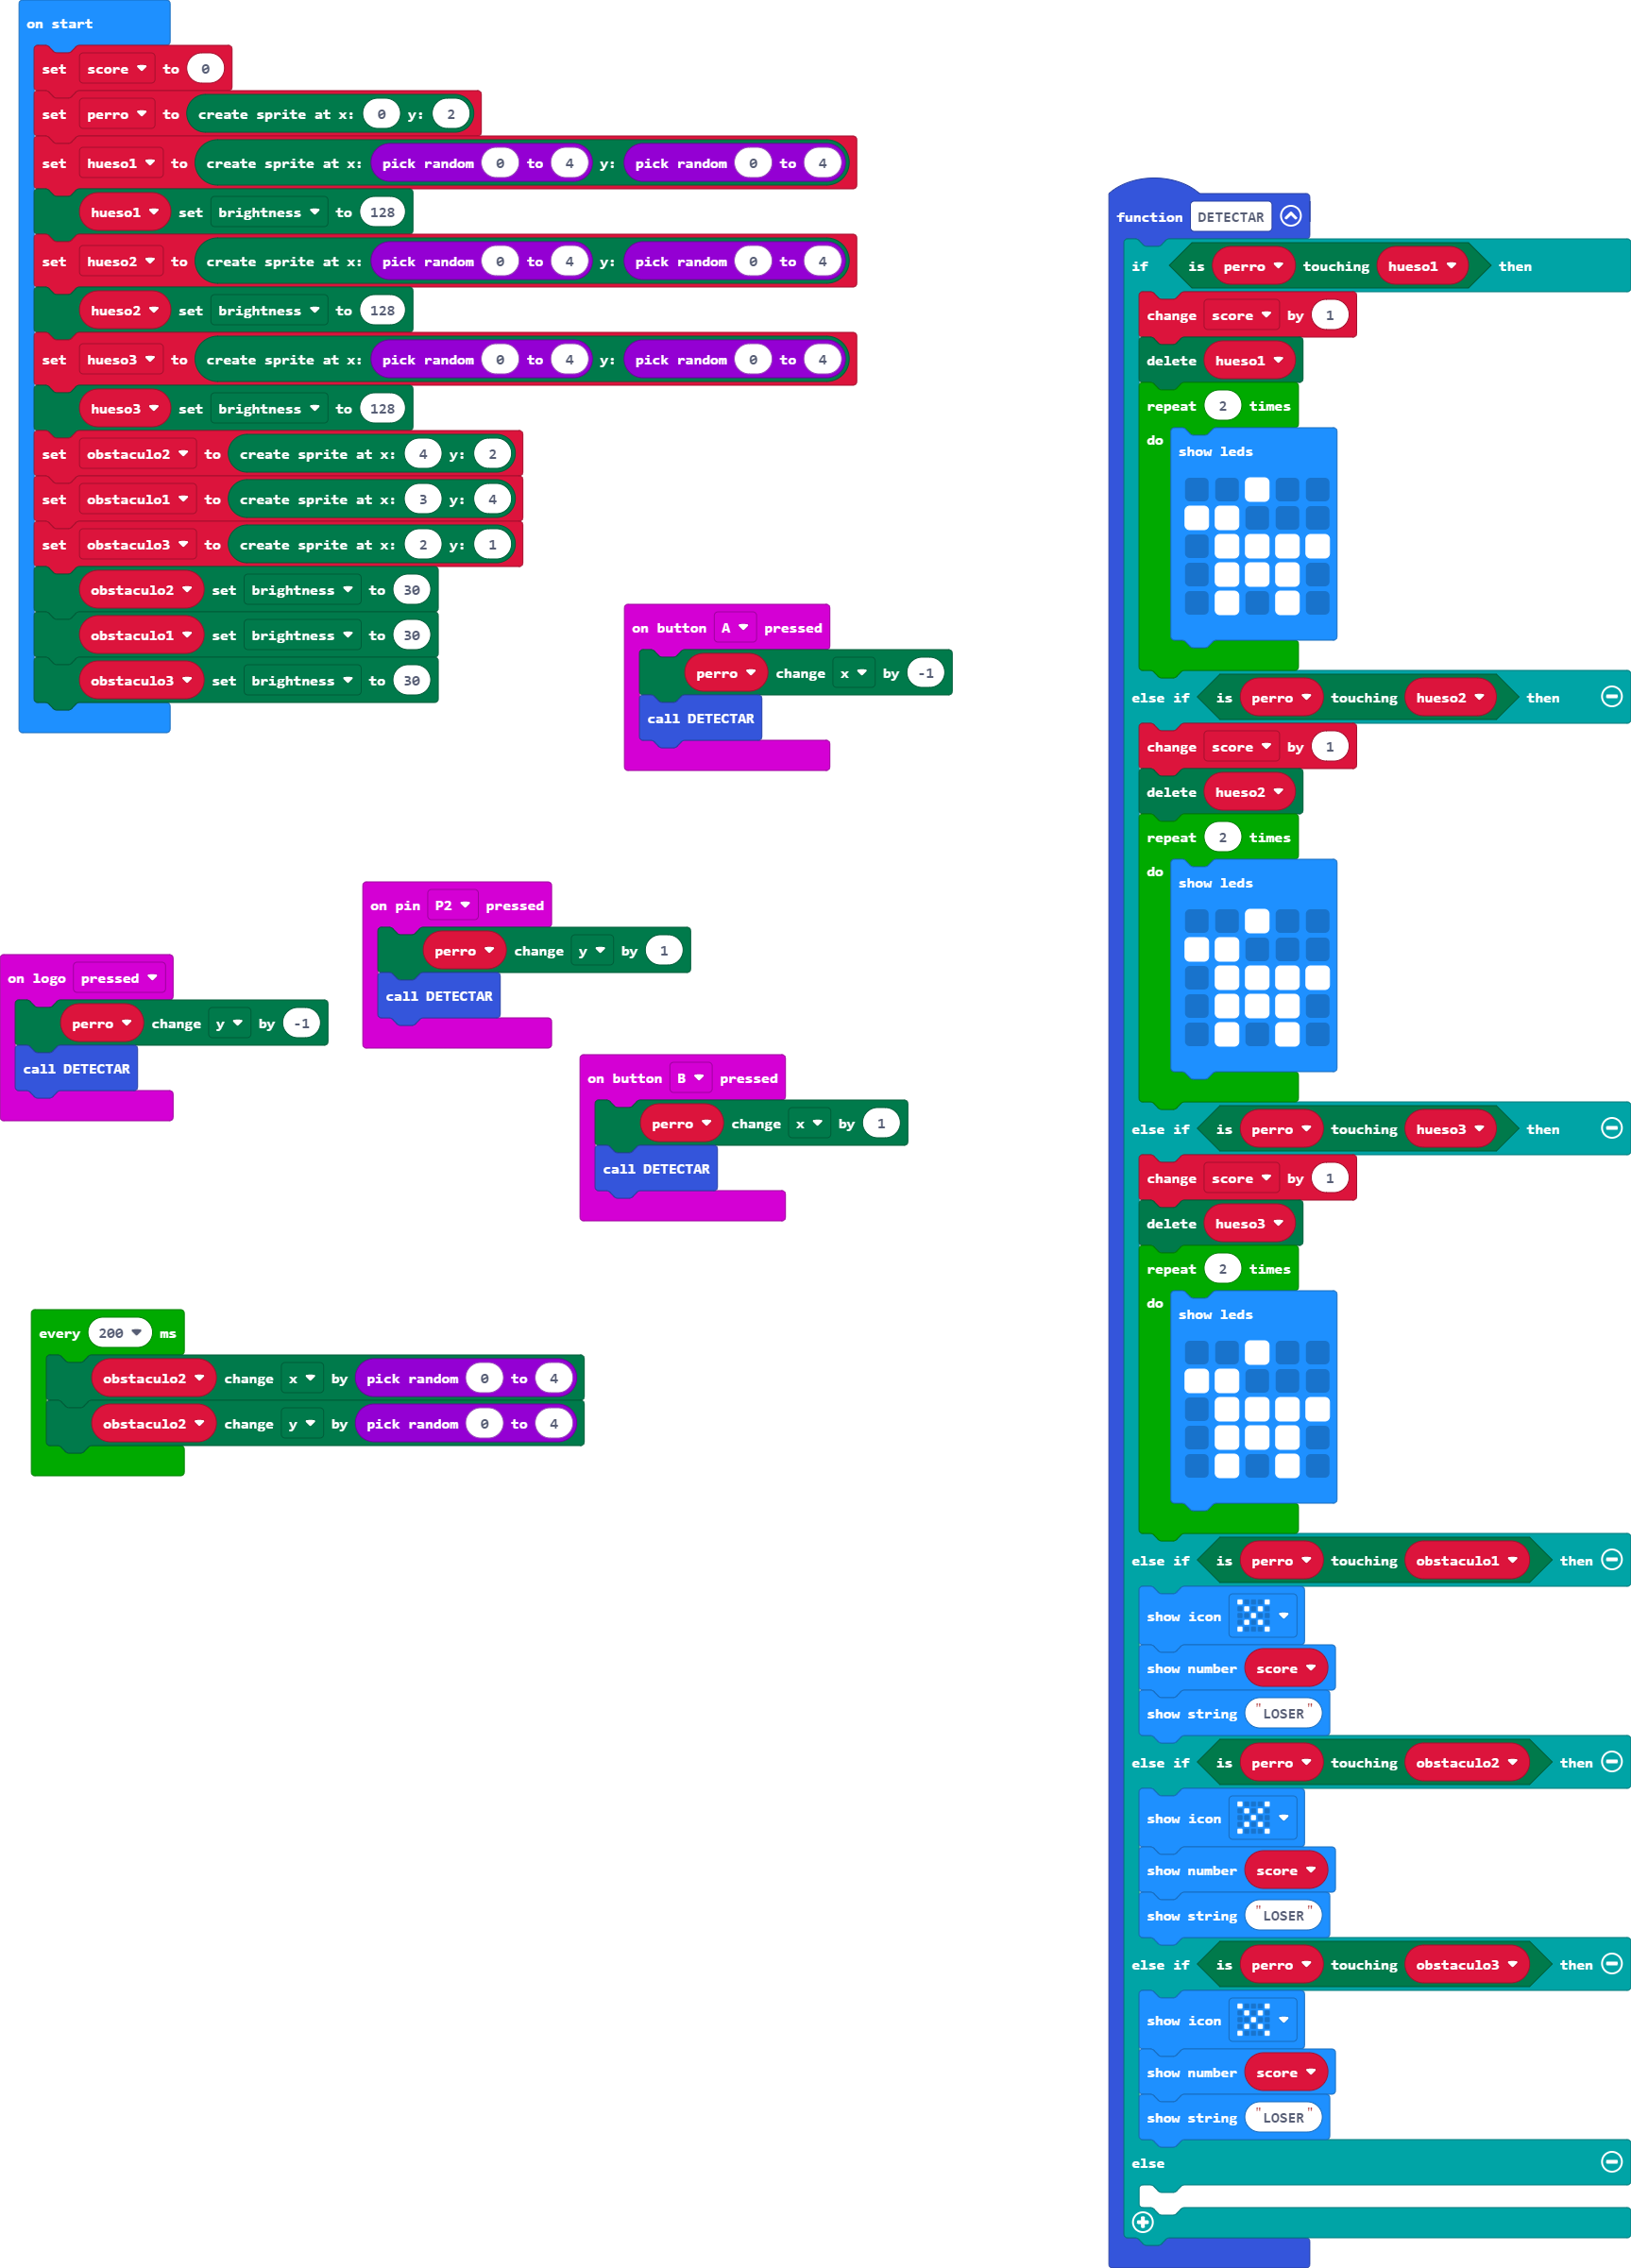 on start
set score to 0
set perro to create sprite at x: 0 y: 2
set hueso1 to create sprite at x: pick random 0 to 4 y: pick random 0 to 4
hueso1 set brightness to 128
set hueso2 to create sprite at x: pick random 0 to 4 y: pick random 0 to 4
hueso2 set brightness to 128
set hueso3 to create sprite at x: pick random 0 to 4 y: pick random 0 to 4
hueso3 set brightness to 128
set obstaculo2 to create sprite at x: 4 y: 2
set obstaculo1 to create sprite at x: 3 y: 4
set obstaculo3 to create sprite at x: 2 y: 1
obstaculo2 set brightness to 30
obstaculo1 set brightness to 30
obstaculo3 set brightness to 30
on button A pressed
perro change x by -1
call DETECTAR
on pin P2 pressed
perro change y by 1
call DETECTAR
on logo pressed
perro change y by -1
call DETECTAR
on button B pressed
perro change x by 1
call DETECTAR
every 200 ms
obstaculo2 change x by pick random 0 to 4
obstaculo2 change y by pick random 0 to 4
function DETECTAR
if is perro touching hueso1 then
change score by 1
delete hueso1
repeat 2 times
do
show leds
else if is perro touching hueso2 then
change score by 1
delete hueso2
repeat 2 times
do
show leds
else if is perro touching hueso3 then
change score by 1
delete hueso3
repeat 2 times
do
show leds
else if is perro touching obstaculo1 then
show icon
show number score
show string "LOSER"
else if is perro touching obstaculo2 then
show icon
show number score
show string "LOSER"
else if is perro touching obstaculo3 then
show icon
show number score
show string "LOSER"
else